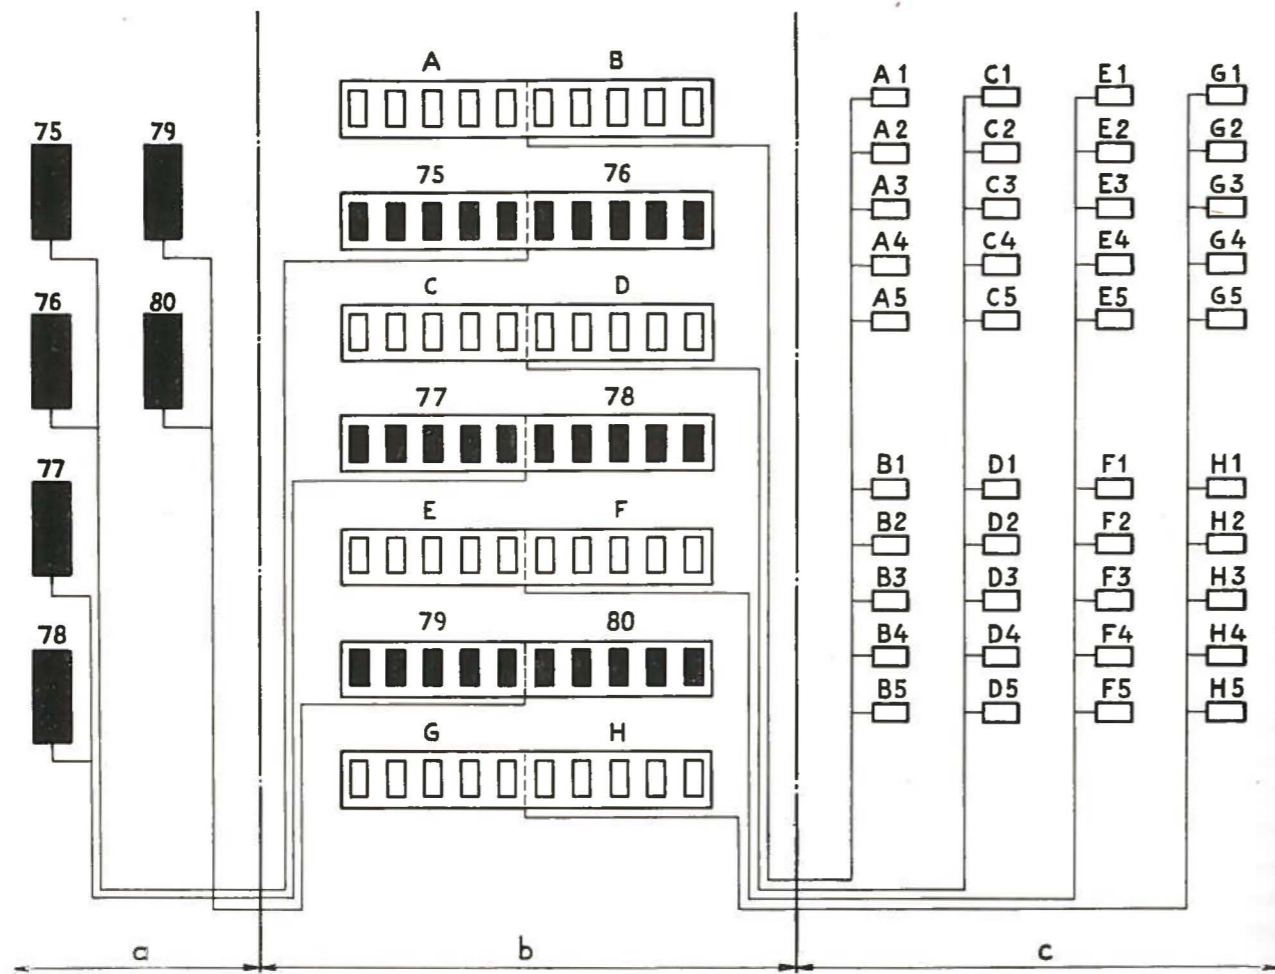 A B
A1 C1 E1 G1
75 79
A2 C2 E2 G2
75 76
A3 C3 E3 G3
A4 C4 E4 G4
C D
76 80
A5 C5 E5 G5
77 78
77
B1 D1 F1 H1
E F
B2 D2 F2 H2
B3 D3 F3 H3
79 80
78
B4 D4 F4 H4
B5 D5 F5 H5
G H
a b c